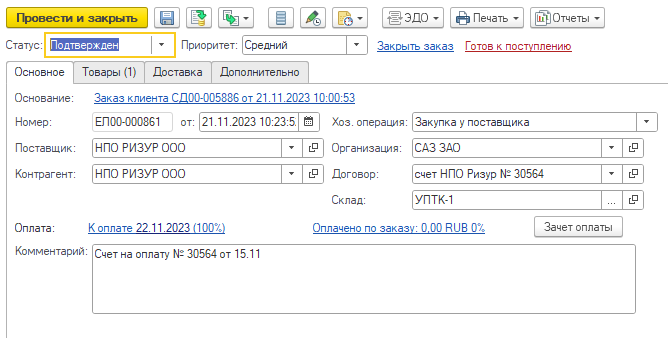 Провести и закрыть ЭДО Печать Отчеты
Статус: Подтвержден Приоритет: Средний Закрыть заказ Готов к поступлению
Основное Товары (1) Доставка Дополнительно
Основание: Заказ клиента СД00-005886 от 21.11.2023 10:00:53
Номер: ЕП00-000861 от: 21.11.2023 10:23:5 Хоз. операция: Закупка у поставщика
Поставщик: НПО РИЗУР ООО Организация: САЗ ЗАО
Контрагент: НПО РИЗУР ООО Договор: счет НПО Ризур № 30564
Склад: УПТК-1 ...
Оплата: К оплате 22.11.2023 (100%) Оплачено по заказу: 0,00 RUB 0% Зачет оплаты
Комментарий: Счет на оплату № 30564 от 15.11